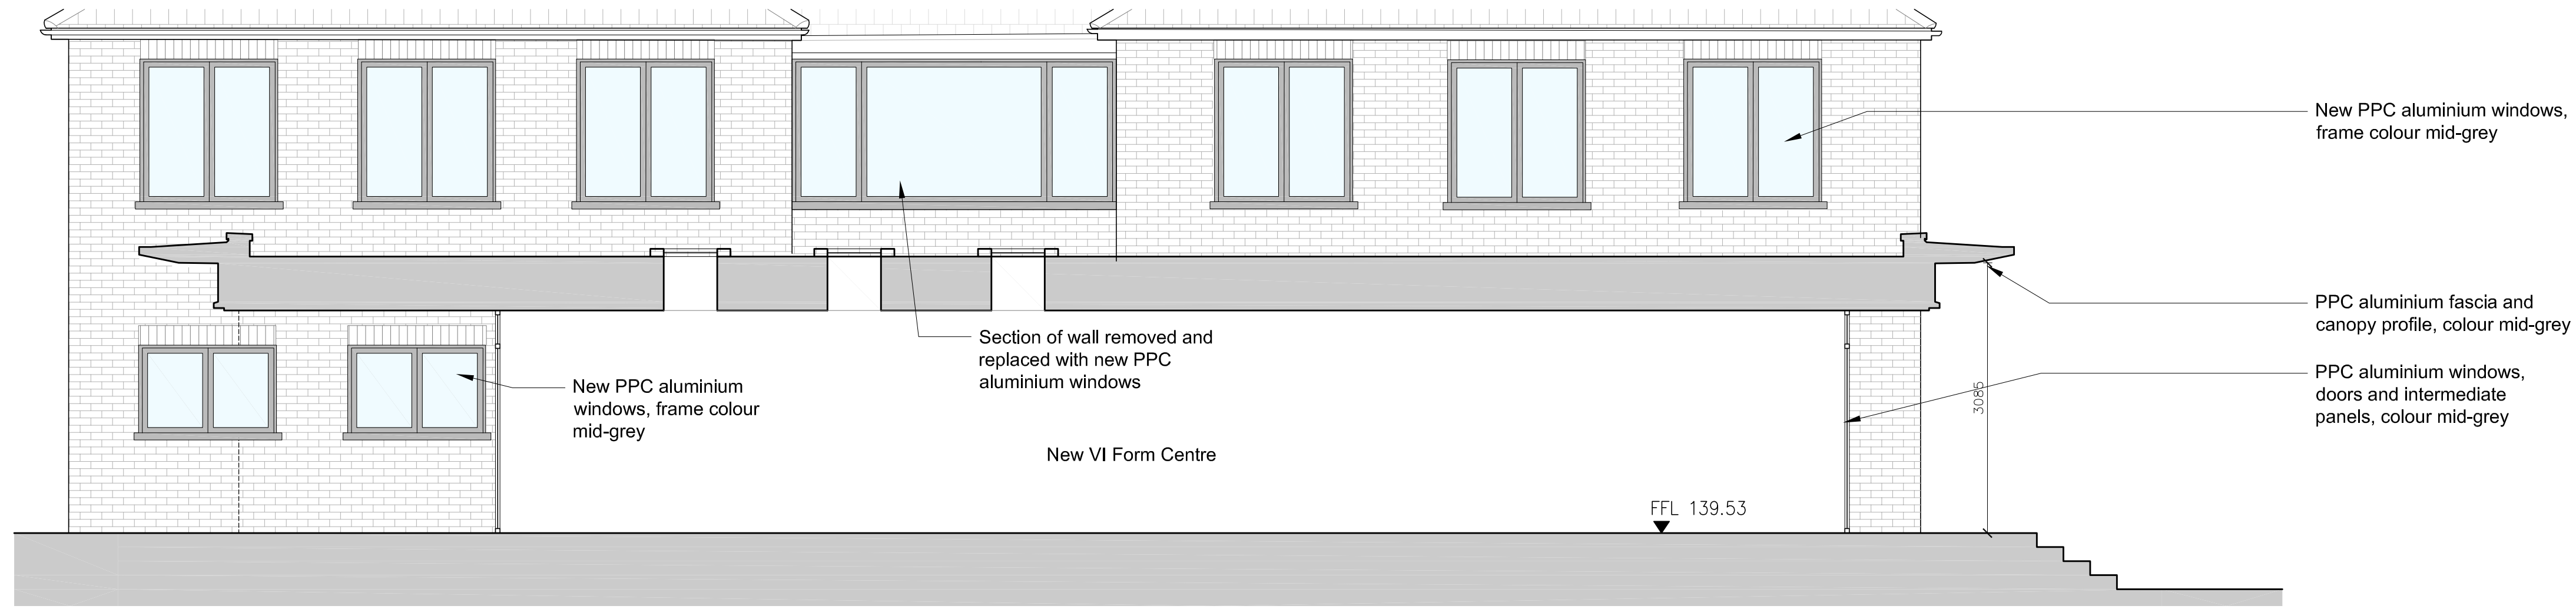 New PPC aluminium windows,
frame colour mid-grey
PPC aluminium fascia and
canopy profile, colour mid-grey
Section of wall removed and
replaced with new PPC
aluminium windows
PPC aluminium windows,
doors and intermediate
panels, colour mid-grey
New PPC aluminium
windows, frame colour
mid-grey
3085
New VI Form Centre
FFL 139.53